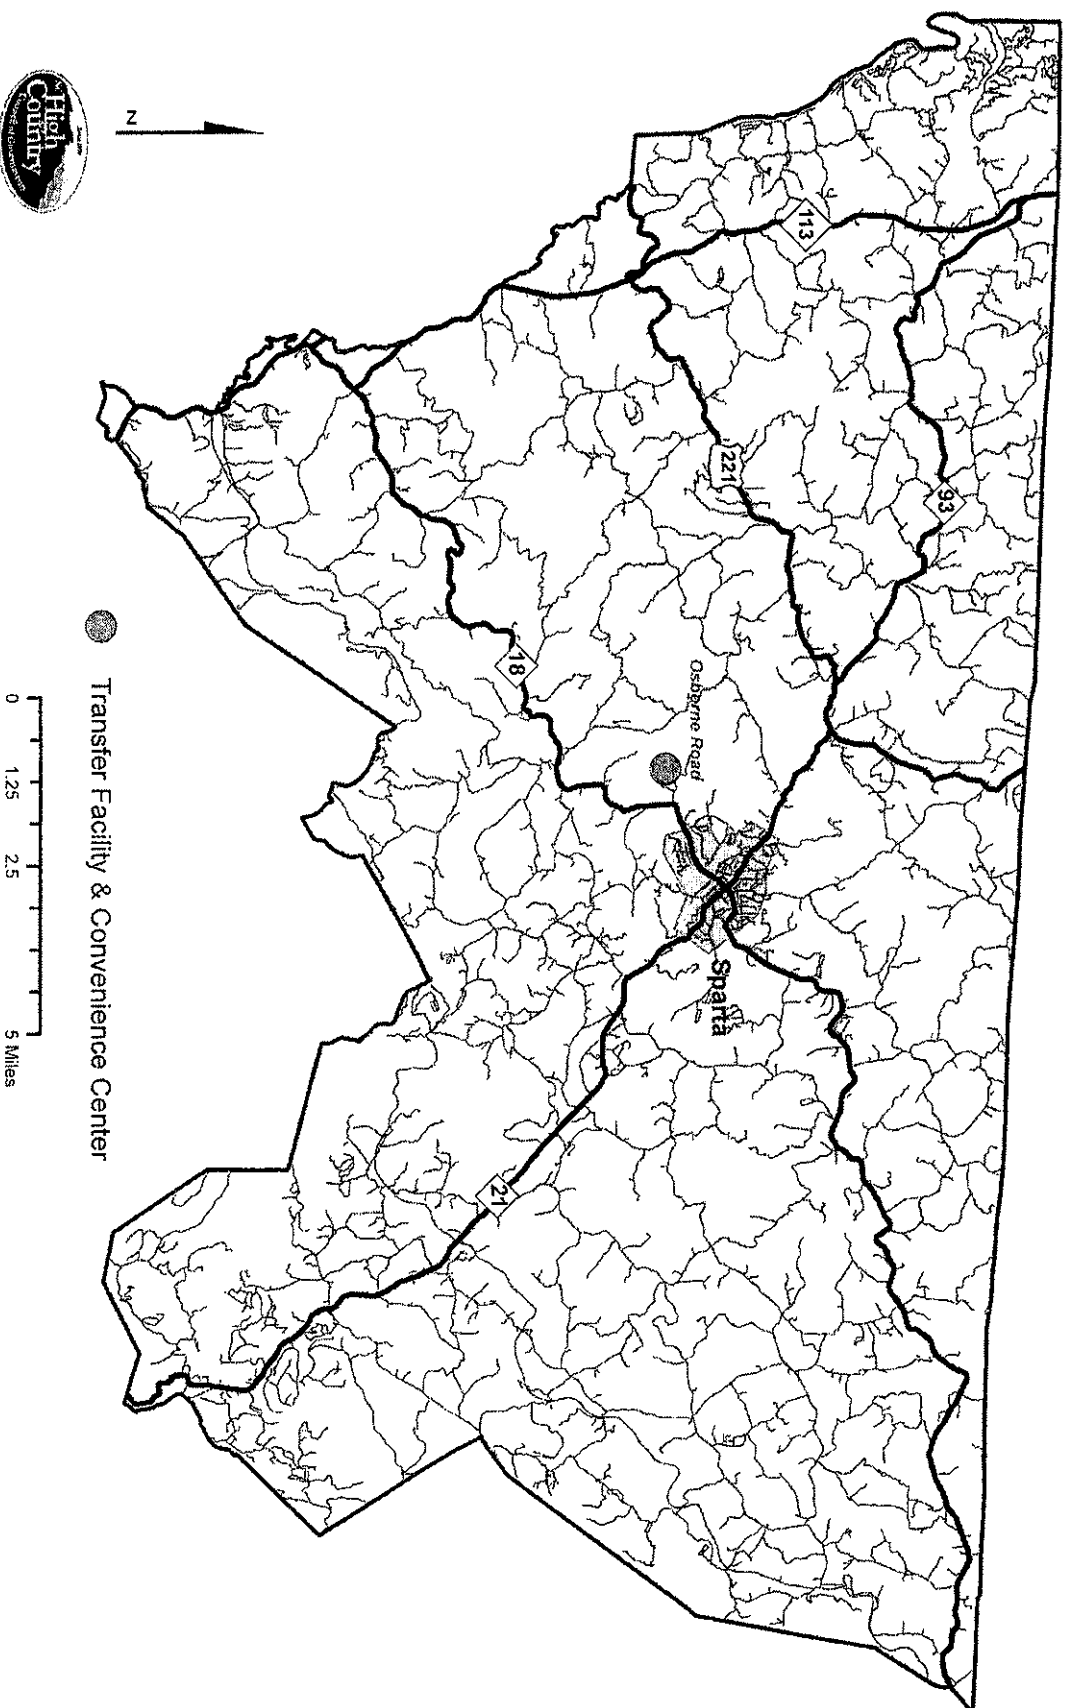 93
113
221
Osborne Road
Sparta
18
21
N
High
Country
Transfer Facility & Convenience Center
0 1.25 2.5 5 Miles